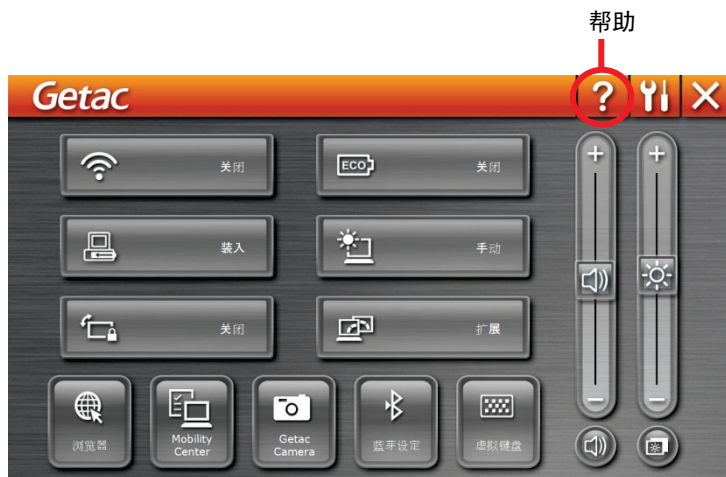 帮助
Getac
?
关闭
ECO
关闭
装入
手动
关闭
扩展
浏览器
Mobility
Center
Getac
Camera
蓝芽设定
虚拟键盘